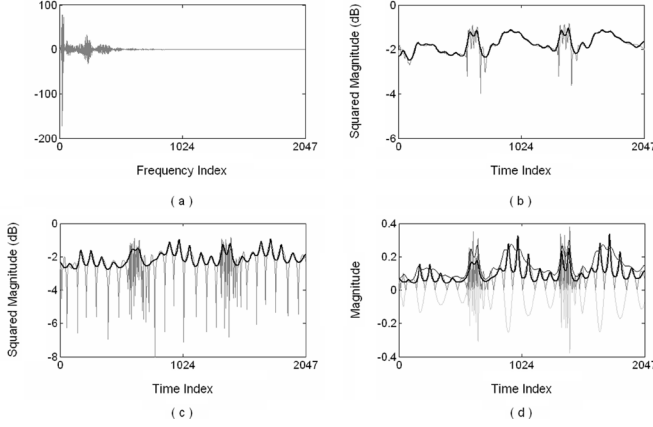 100
0
-100
-200
0
1024
2047
Frequency Index
( a )
0
-2
-4
-6
0
1024
2047
Squared Magnitude (dB)
Time Index
( b )
0
-2
-4
-6
-8
0
1024
2047
Squared Magnitude (dB)
Time Index
( c )
0.4
0.2
0
-0.2
-0.4
0
1024
2047
Magnitude
Time Index
( d )